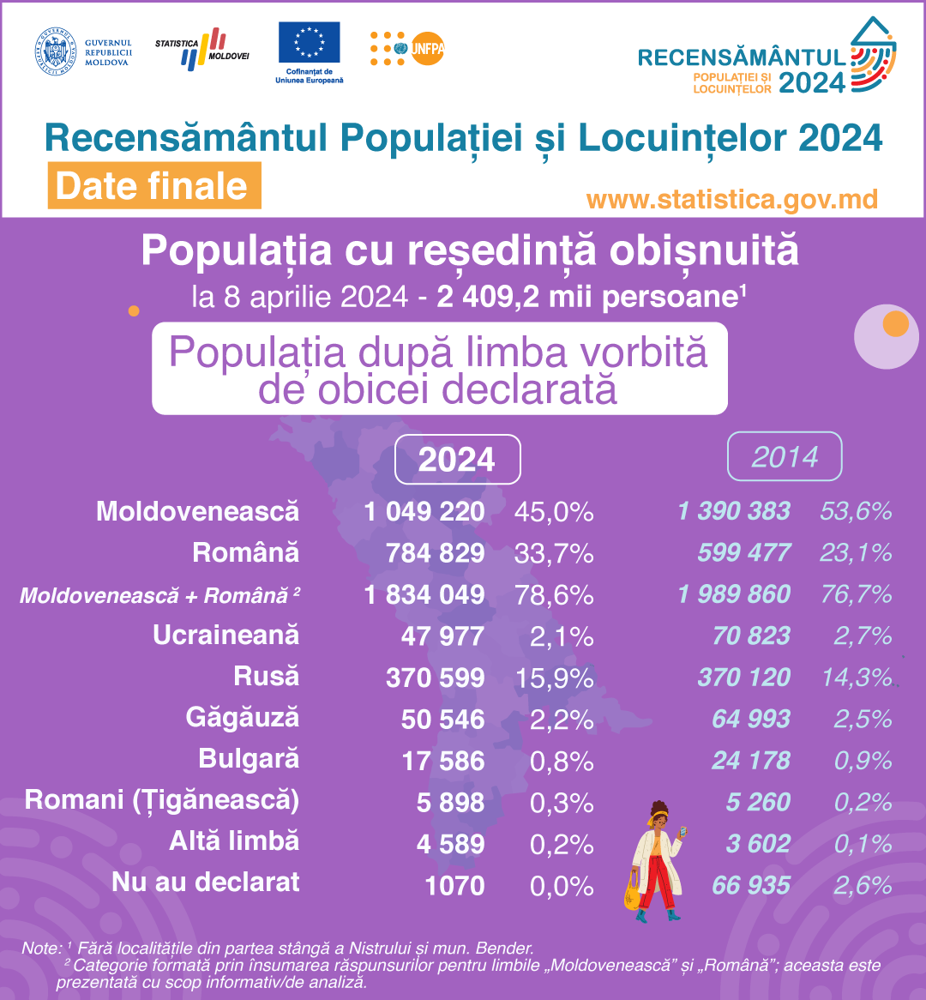 GUVERNUL
REPUBLICII
MOLDOVA
STATISTICA
MOLDOVEI
Cofinanțat de
Uniunea Europeană
UNFPA
RECENSĂMÂNTUL
POPULAȚIEI ȘI
LOCUINȚELOR 2024
Recensământul Populației și Locuințelor 2024
Date finale
www.statistica.gov.md
Populația cu reședință obișnuită
la 8 aprilie 2024 - 2 409,2 mii persoane¹
Populația după limba vorbită
de obicei declarată
2024 2014
Moldovenească 1 049 220 45,0% 1 390 383 53,6%
Română 784 829 33,7% 599 477 23,1%
Moldovenească + Română ² 1 834 049 78,6% 1 989 860 76,7%
Ucraineană 47 977 2,1% 70 823 2,7%
Rusă 370 599 15,9% 370 120 14,3%
Găgăuză 50 546 2,2% 64 993 2,5%
Bulgară 17 586 0,8% 24 178 0,9%
Romani (Țigănească) 5 898 0,3% 5 260 0,2%
Altă limbă 4 589 0,2% 3 602 0,1%
Nu au declarat 1070 0,0% 66 935 2,6%
Note: ¹ Fără localitățile din partea stângă a Nistrului și mun. Bender.
² Categorie formată prin însumarea răspunsurilor pentru limbile „Moldovenească” și „Română”; aceasta este
prezentată cu scop informativ/de analiză.